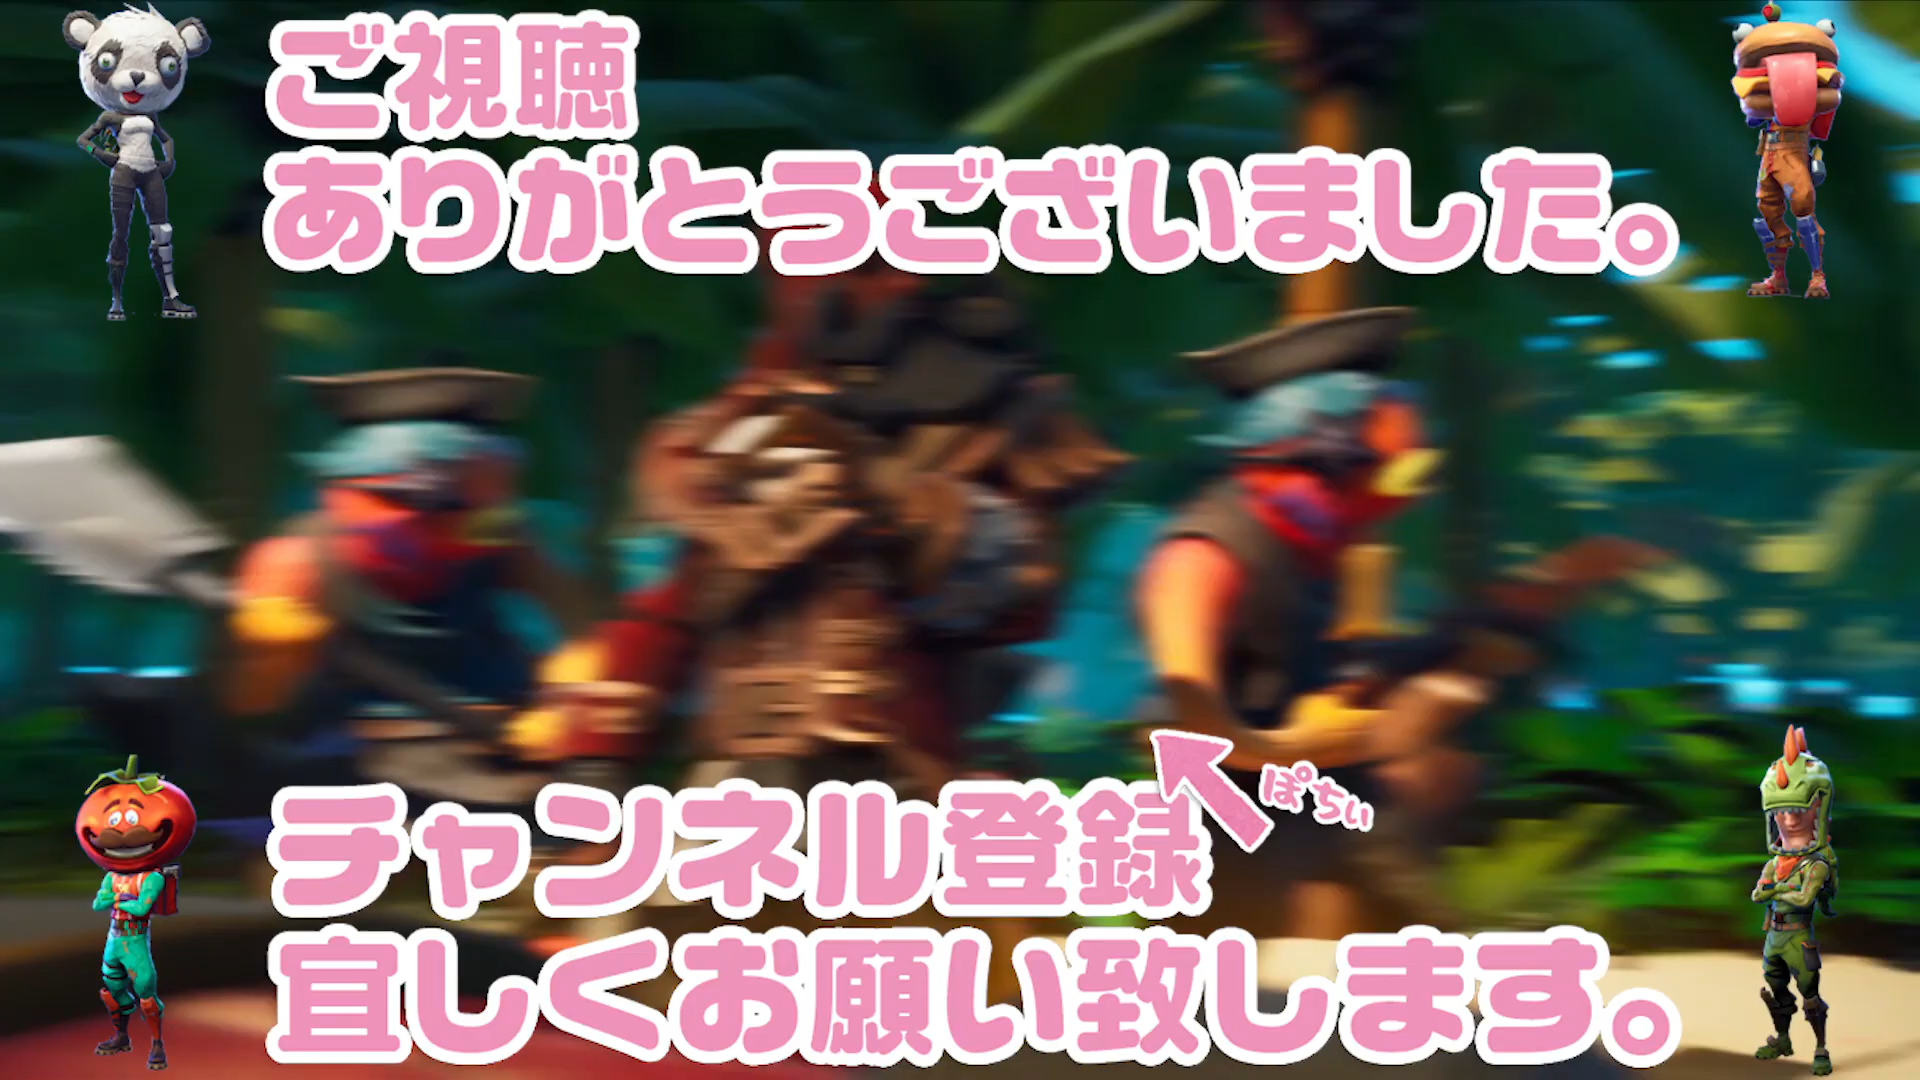 ご視聴
ありがとうございました。
ぽちぃ
チャンネル登録
宜しくお願い致します。